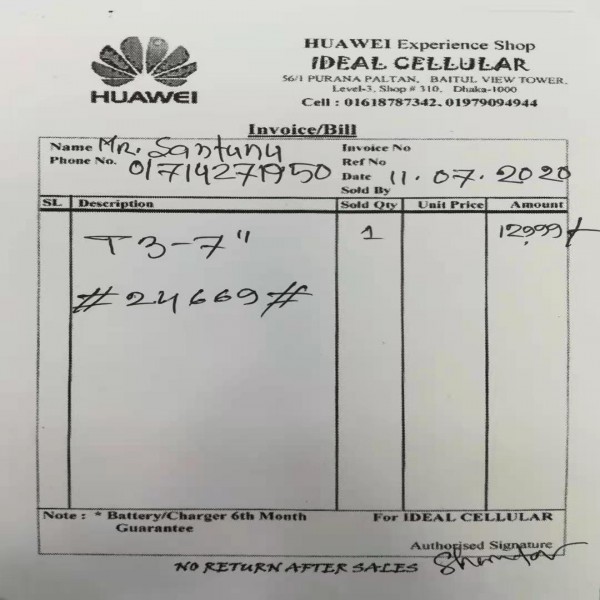 HUAWEI
HUAWEI Experience Shop
IDEAL CELLULAR
56/1 PURANA PALTAN, BAITUL VIEW TOWER,
Level-3, Shop # 310, Dhaka-1000
Cell : 01618787342, 01979094944
Invoice/Bill
Name Mr. Santunu Invoice No
Phone No. 01714271950 Ref No
Date 11.07.2020
Sold By
SL Description Sold Qty Unit Price Amount
T3-7" 1 12,999/-
#24669#
Note : * Battery/Charger 6th Month
Guarantee
For IDEAL CELLULAR
Authorised Signature
NO RETURN AFTER SALES